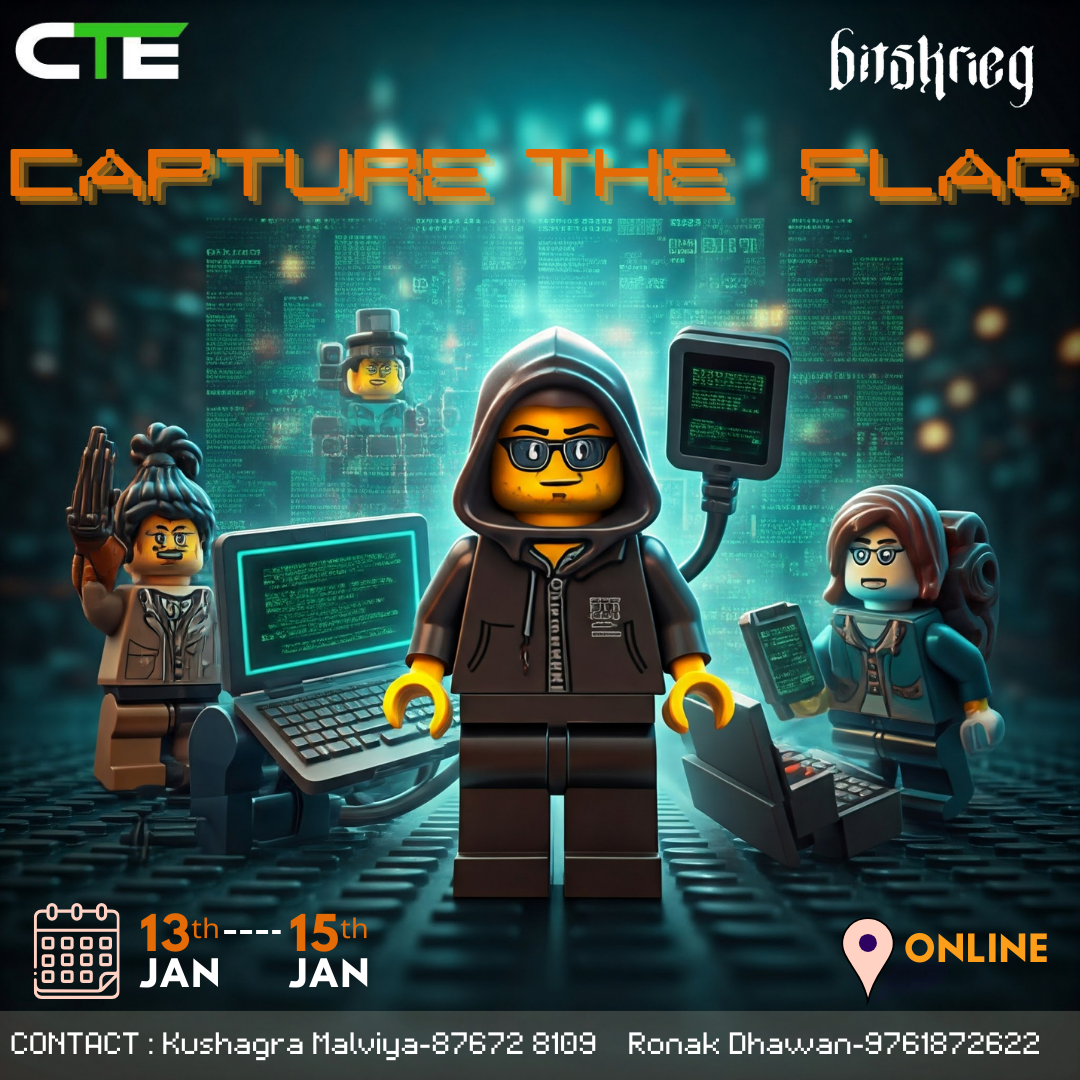 CTE
bitskrieg
CAPTURE THE FLAG
13th----15th
JAN JAN
ONLINE
CONTACT : Kushagra Malviya-87672 8109 Ronak Dhawan-9761872622